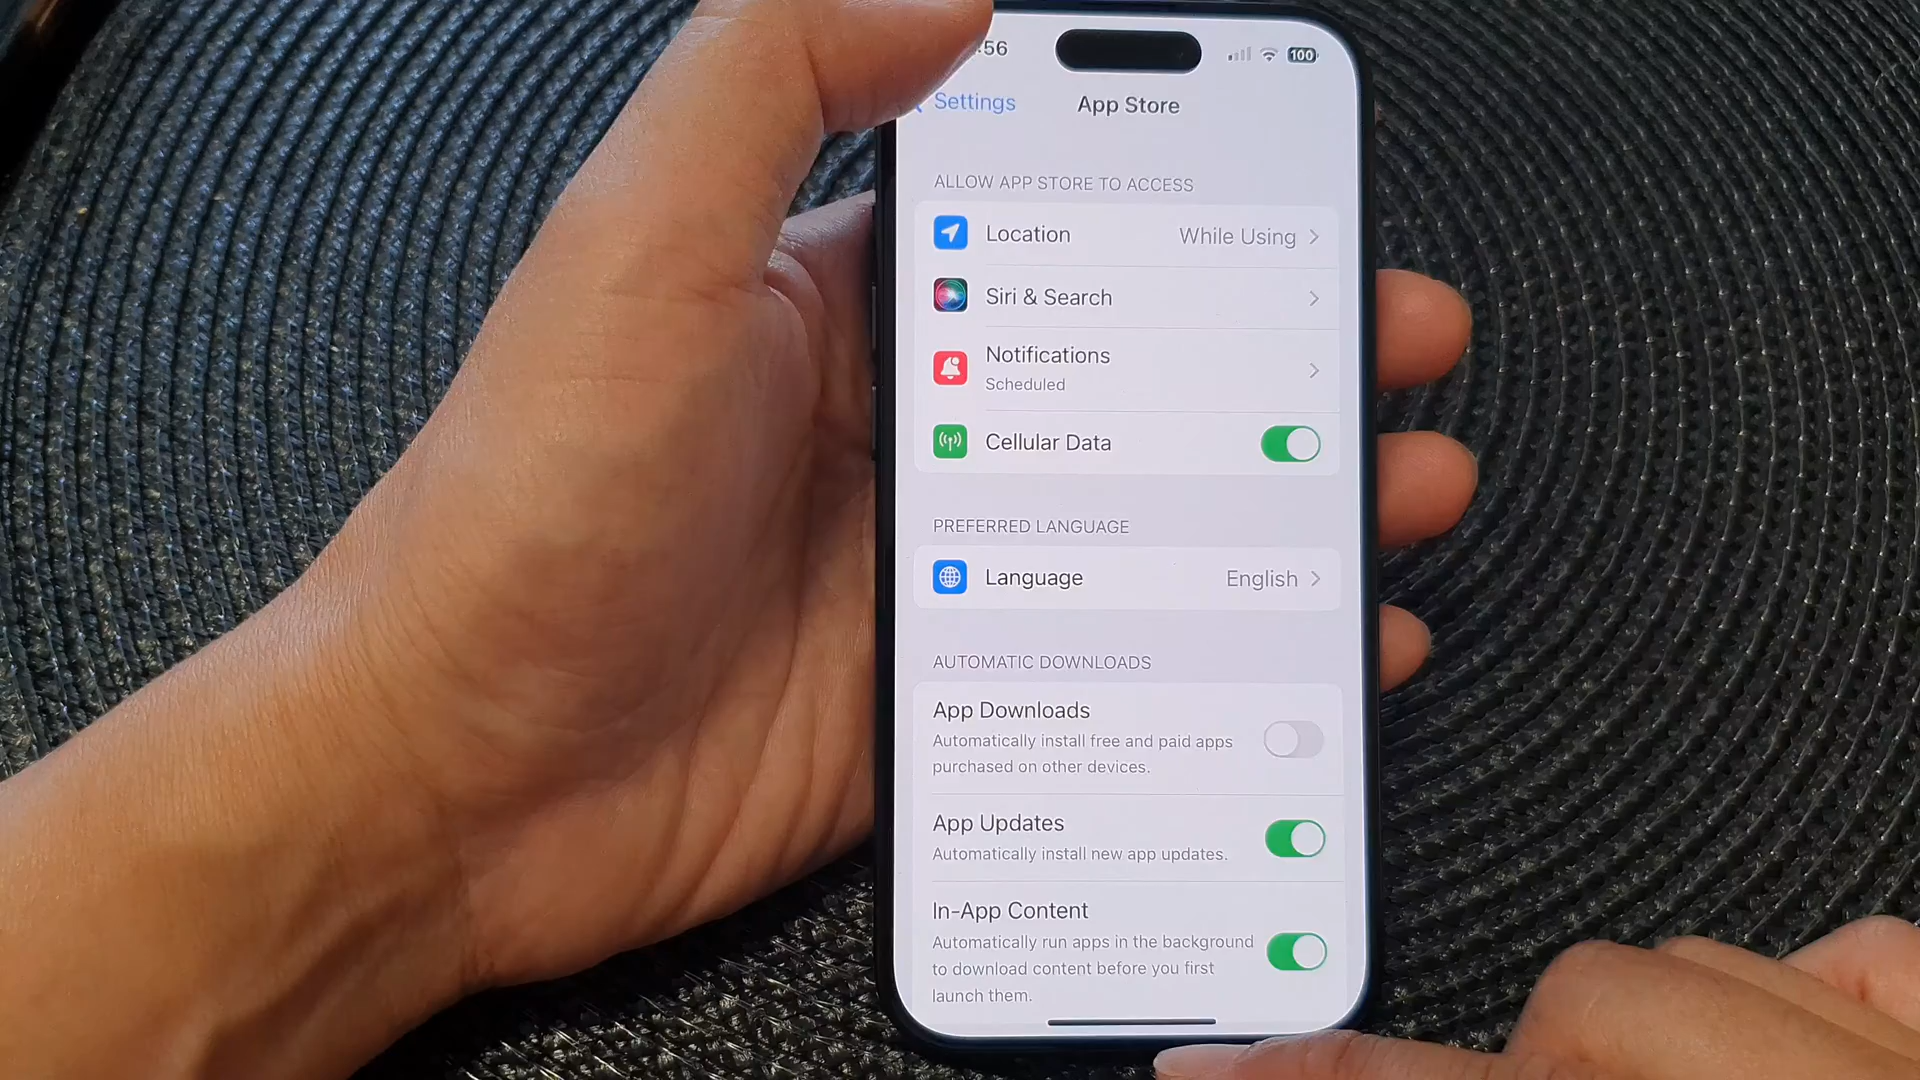 :56
100
Settings
App Store
ALLOW APP STORE TO ACCESS
Location
While Using
Siri & Search
Notifications
Scheduled
Cellular Data
PREFERRED LANGUAGE
Language
English
AUTOMATIC DOWNLOADS
App Downloads
Automatically install free and paid apps
purchased on other devices.
App Updates
Automatically install new app updates.
In-App Content
Automatically run apps in the background
to download content before you first
launch them.